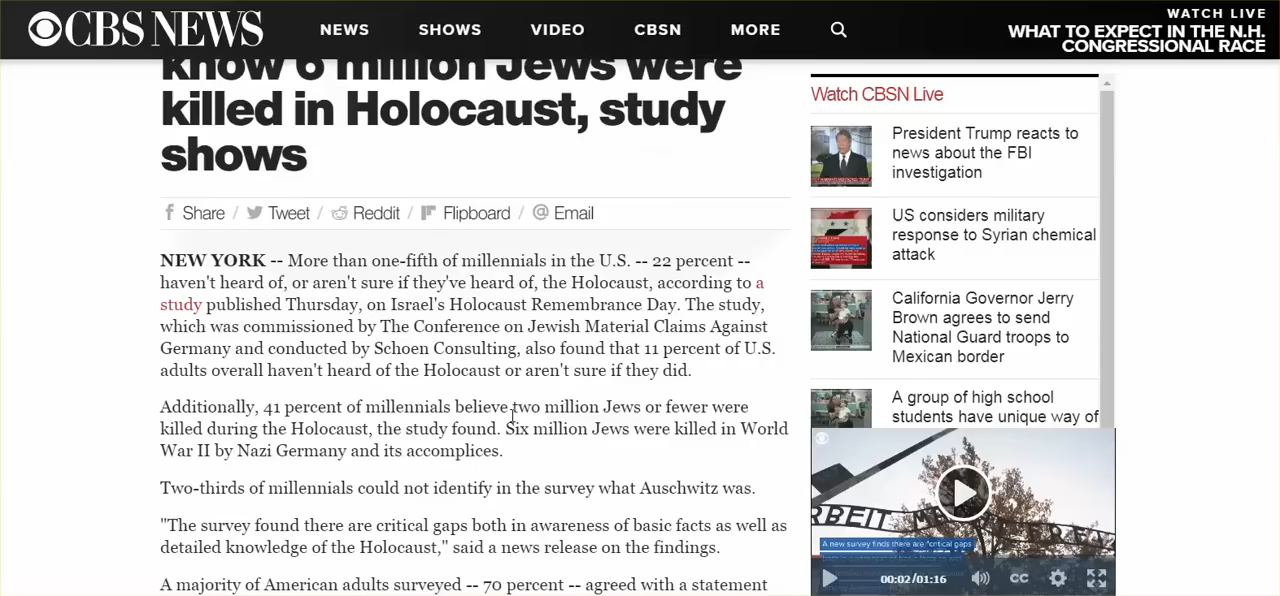 CBS NEWS
NEWS
SHOWS
VIDEO
CBSN
MORE
WATCH LIVE
WHAT TO EXPECT IN THE N.H.
CONGRESSIONAL RACE
know 6 million Jews were
killed in Holocaust, study
shows
Share / Tweet / Reddit / Flipboard / Email
NEW YORK -- More than one-fifth of millennials in the U.S. -- 22 percent --
haven't heard of, or aren't sure if they've heard of, the Holocaust, according to a
study published Thursday, on Israel's Holocaust Remembrance Day. The study,
which was commissioned by The Conference on Jewish Material Claims Against
Germany and conducted by Schoen Consulting, also found that 11 percent of U.S.
adults overall haven't heard of the Holocaust or aren't sure if they did.
Additionally, 41 percent of millennials believe two million Jews or fewer were
killed during the Holocaust, the study found. Six million Jews were killed in World
War II by Nazi Germany and its accomplices.
Two-thirds of millennials could not identify in the survey what Auschwitz was.
"The survey found there are critical gaps both in awareness of basic facts as well as
detailed knowledge of the Holocaust," said a news release on the findings.
A majority of American adults surveyed -- 70 percent -- agreed with a statement
Watch CBSN Live
President Trump reacts to
news about the FBI
investigation
US considers military
response to Syrian chemical
attack
California Governor Jerry
Brown agrees to send
National Guard troops to
Mexican border
A group of high school
students have unique way of
A new survey finds there are "critical gaps
00:02/01:16
CC